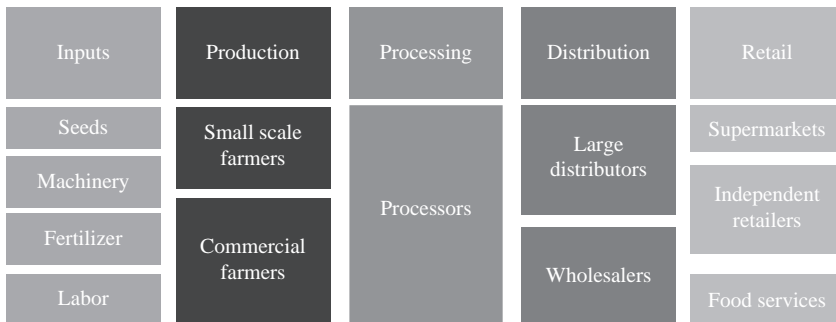 Inputs
Production
Processing
Distribution
Retail
Seeds
Machinery
Fertilizer
Labor
Small scale
farmers
Commercial
farmers
Processors
Large
distributors
Wholesalers
Supermarkets
Independent
retailers
Food services